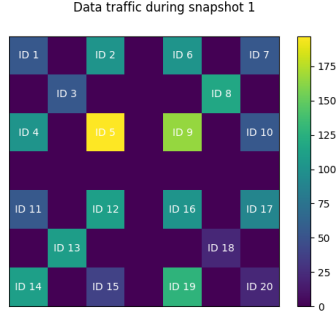 Data traffic during snapshot 1
ID 1 ID 2 ID 6 ID 7
ID 3 ID 8
ID 4 ID 5 ID 9 ID 10
ID 11 ID 12 ID 16 ID 17
ID 13 ID 18
ID 14 ID 15 ID 19 ID 20
175
150
125
100
75
50
25
0